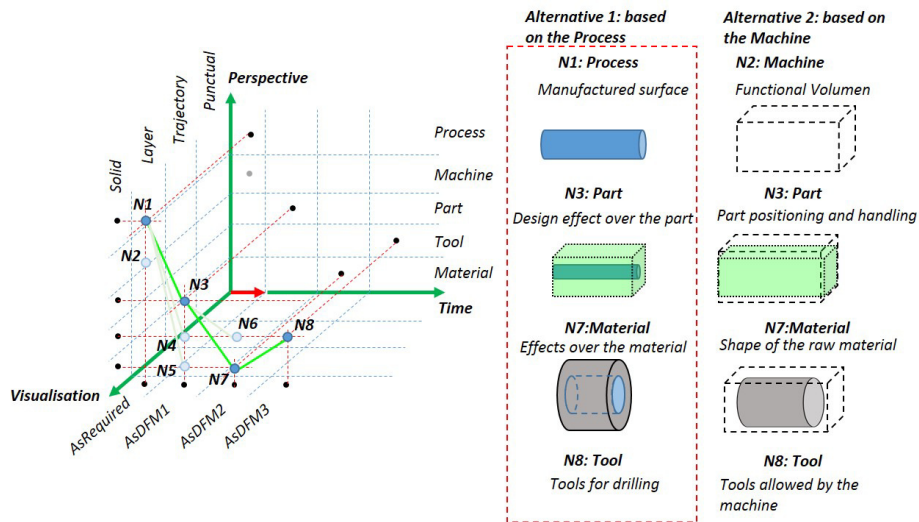 Perspective
Punctual
Trajectory
Layer
Solid
Process
Machine
Part
Tool
Material
Time
N1
N2
N3
N4
N5
N6
N7
N8
Visualisation
AsRequired
AsDFM1
AsDFM2
AsDFM3
Alternative 1: based
on the Process
N1: Process
Manufactured surface
N3: Part
Design effect over the part
N7:Material
Effects over the material
N8: Tool
Tools for drilling
Alternative 2: based on
the Machine
N2: Machine
Functional Volumen
N3: Part
Part positioning and handling
N7:Material
Shape of the raw material
N8: Tool
Tools allowed by the
machine